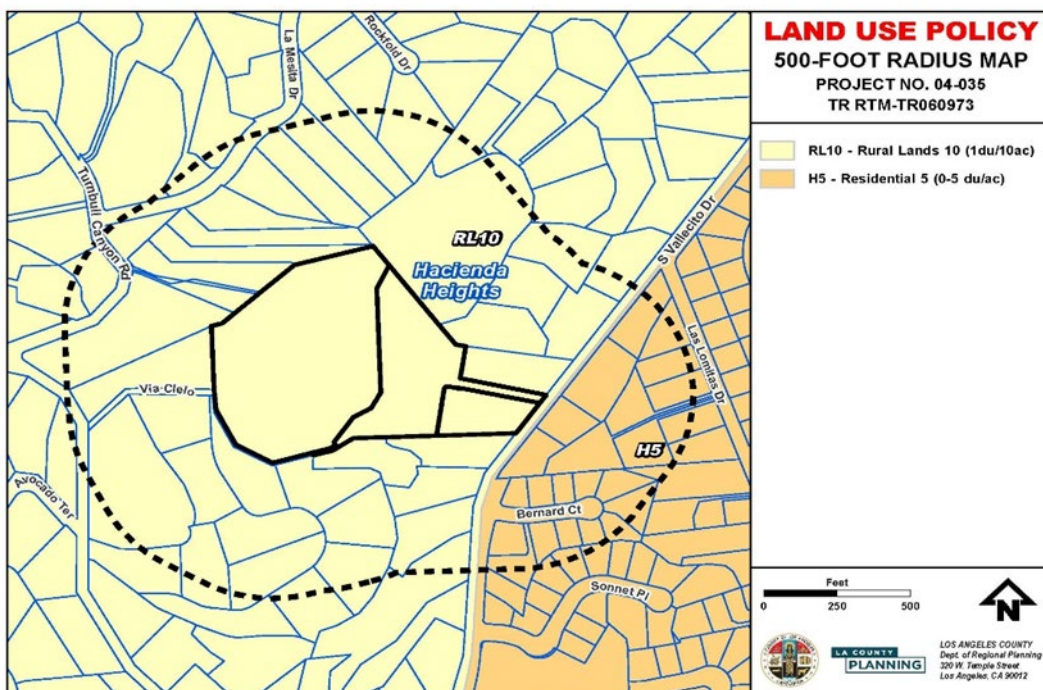 LAND USE POLICY
500-FOOT RADIUS MAP
PROJECT NO. 04-035
TR RTM-TR060973
RL10 - Rural Lands 10 (1du/10ac)
H5 - Residential 5 (0-5 du/ac)
La Mesita Dr
Rockfold Dr
Turnbull Canyon Rd
S Vallecito Dr
RL10
Hacienda
Heights
Las Lomitas Dr
Via Cielo
H5
Avocado Ter
Bernard Ct
Sonnet Pl
Feet
0 250 500
N
LA COUNTY
PLANNING
LOS ANGELES COUNTY
Dept. of Regional Planning
320 W. Temple Street
Los Angeles, CA 90012